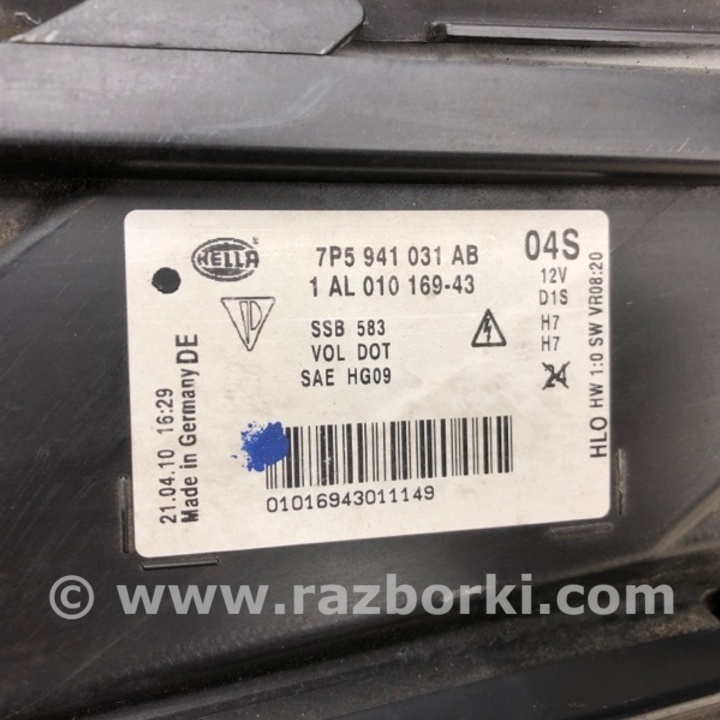 HELLA
7P5 941 031 AB
1 AL 010 169-43
04S
12V
D1S
H7
H7
24
SSB 583
VOL DOT
SAE HG09
HLO HW 1:0 SW VR08:20
21.04.10 16:29
Made in Germany DE
01016943011149
© www.razborki.com